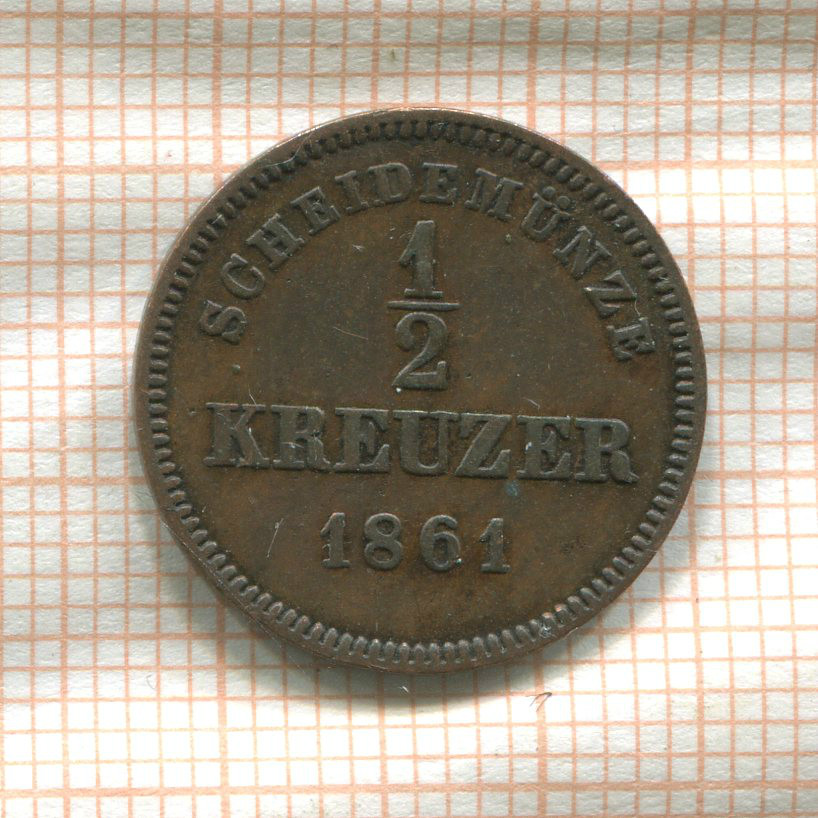 SCHEIDEMÜNZE
1/2
KREUZER
1861